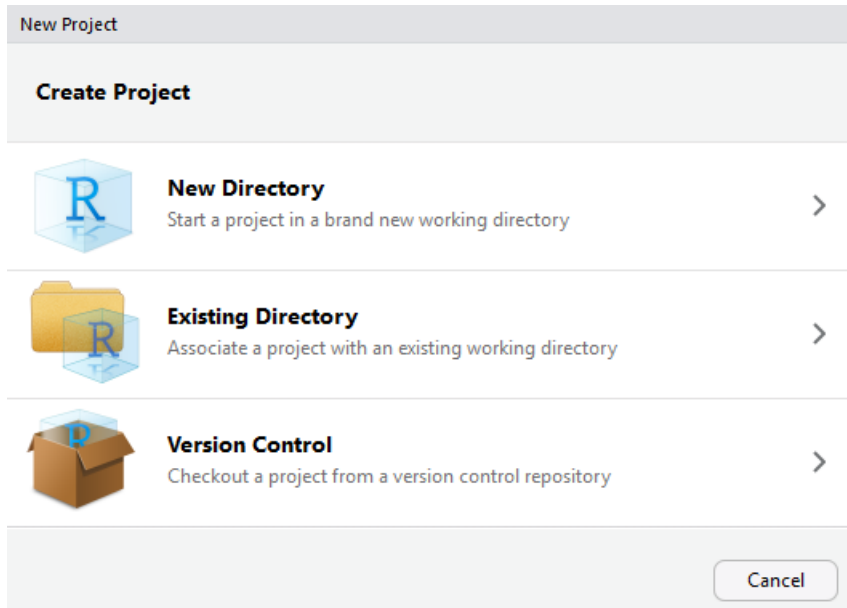 New Project
Create Project
R
New Directory
Start a project in a brand new working directory
R
Existing Directory
Associate a project with an existing working directory
R
Version Control
Checkout a project from a version control repository
Cancel